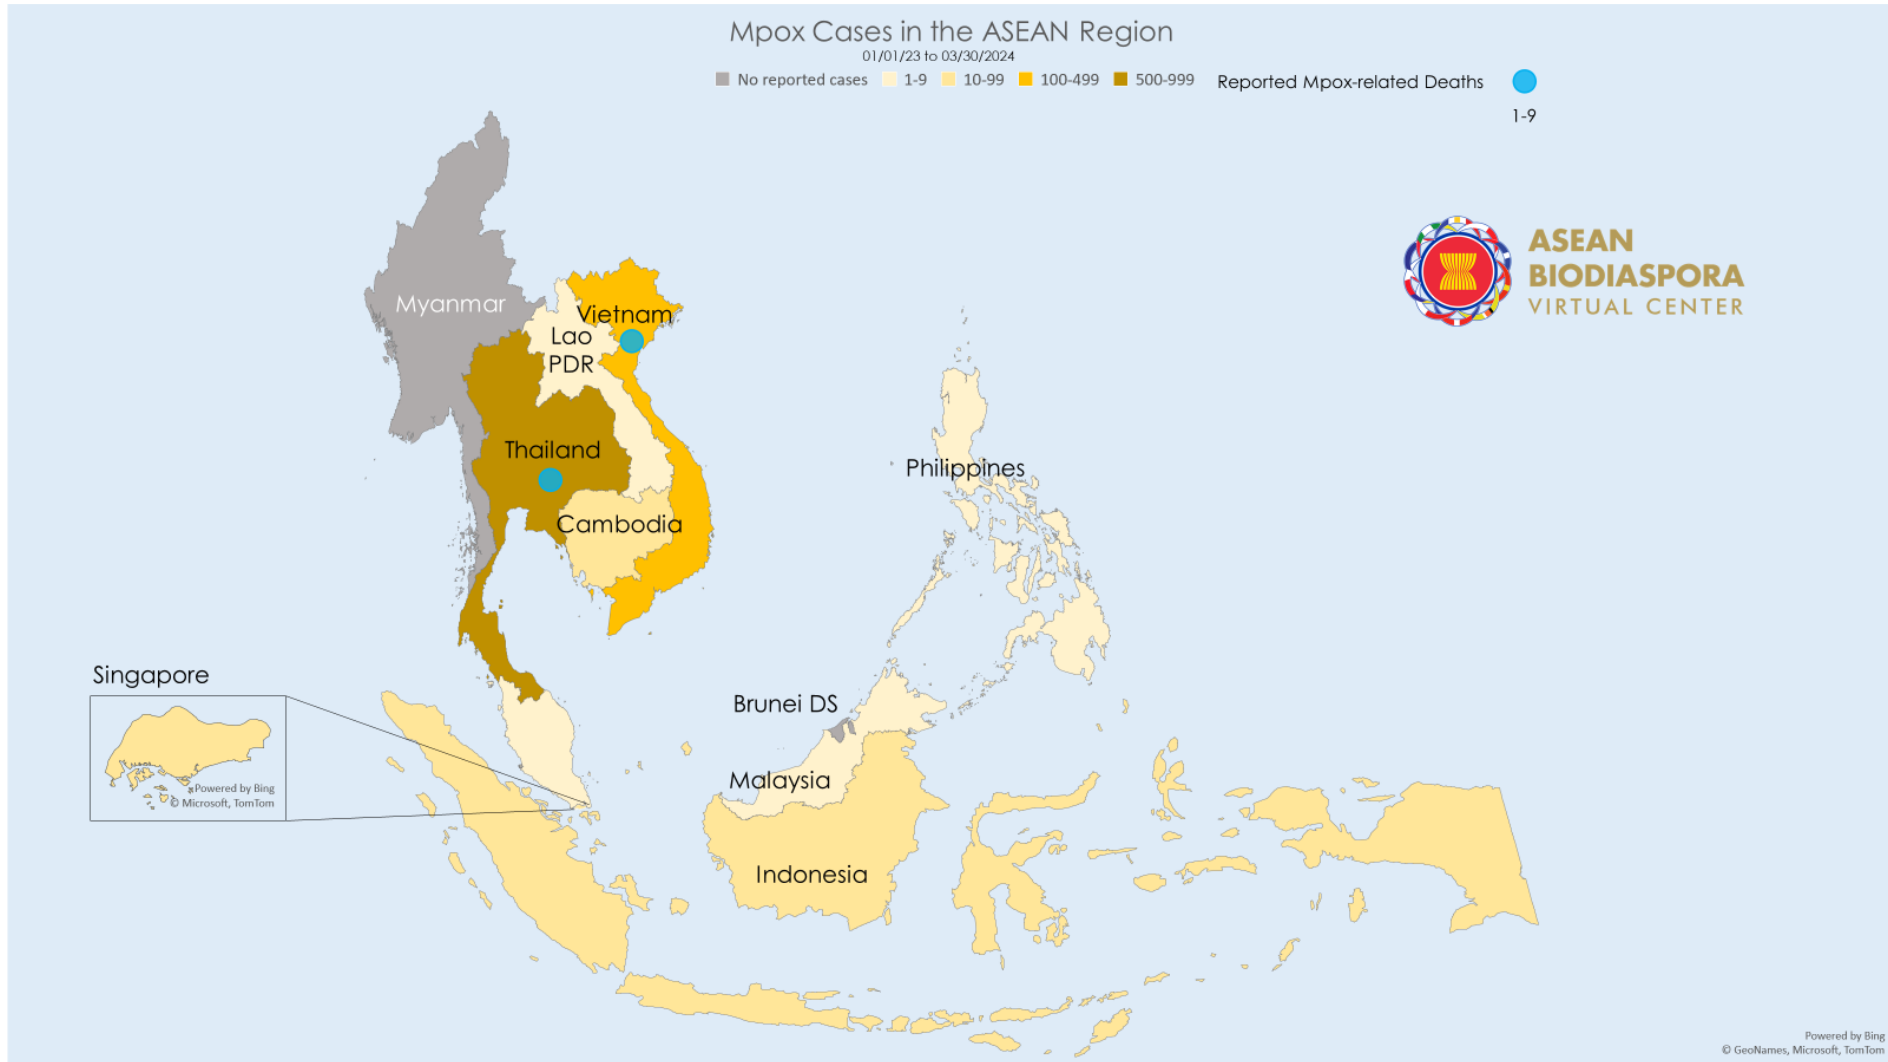 Mpox Cases in the ASEAN Region
01/01/23 to 03/30/2024
No reported cases 1-9 10-99 100-499 500-999 Reported Mpox-related Deaths
1-9
ASEAN
BIODIASPORA
VIRTUAL CENTER
Myanmar
Vietnam
Lao
PDR
Thailand
Philippines
Cambodia
Singapore
Powered by Bing
© Microsoft, TomTom
Brunei DS
Malaysia
Indonesia
Powered by Bing
© GeoNames, Microsoft, TomTom